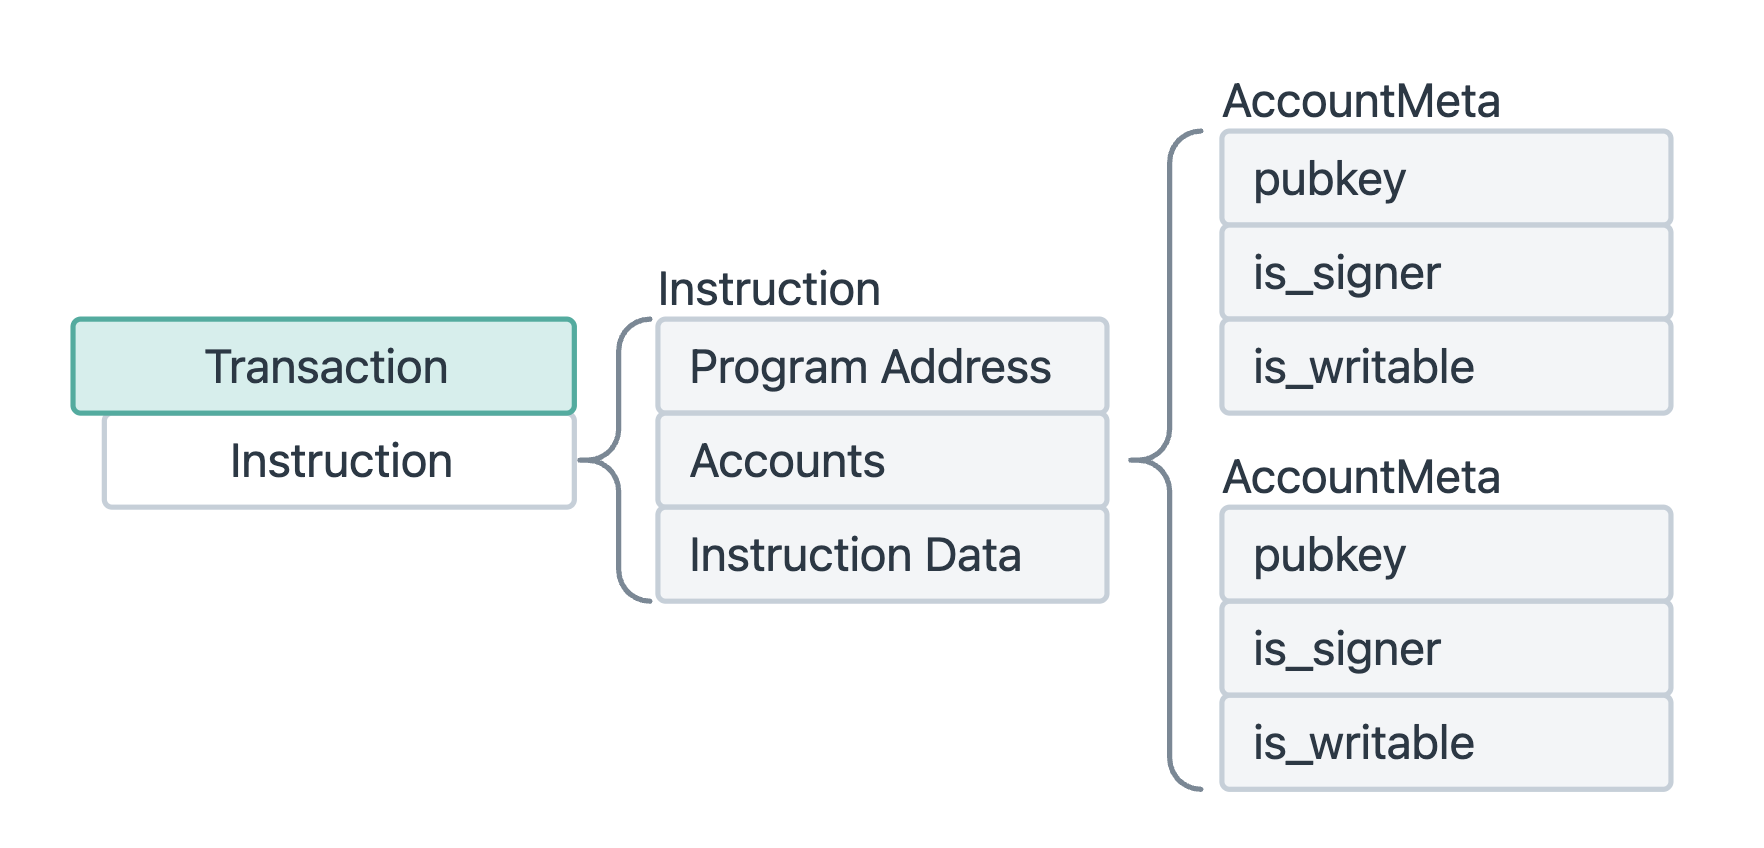 Transaction
Instruction
Instruction
Program Address
Accounts
Instruction Data
AccountMeta
pubkey
is_signer
is_writable
AccountMeta
pubkey
is_signer
is_writable